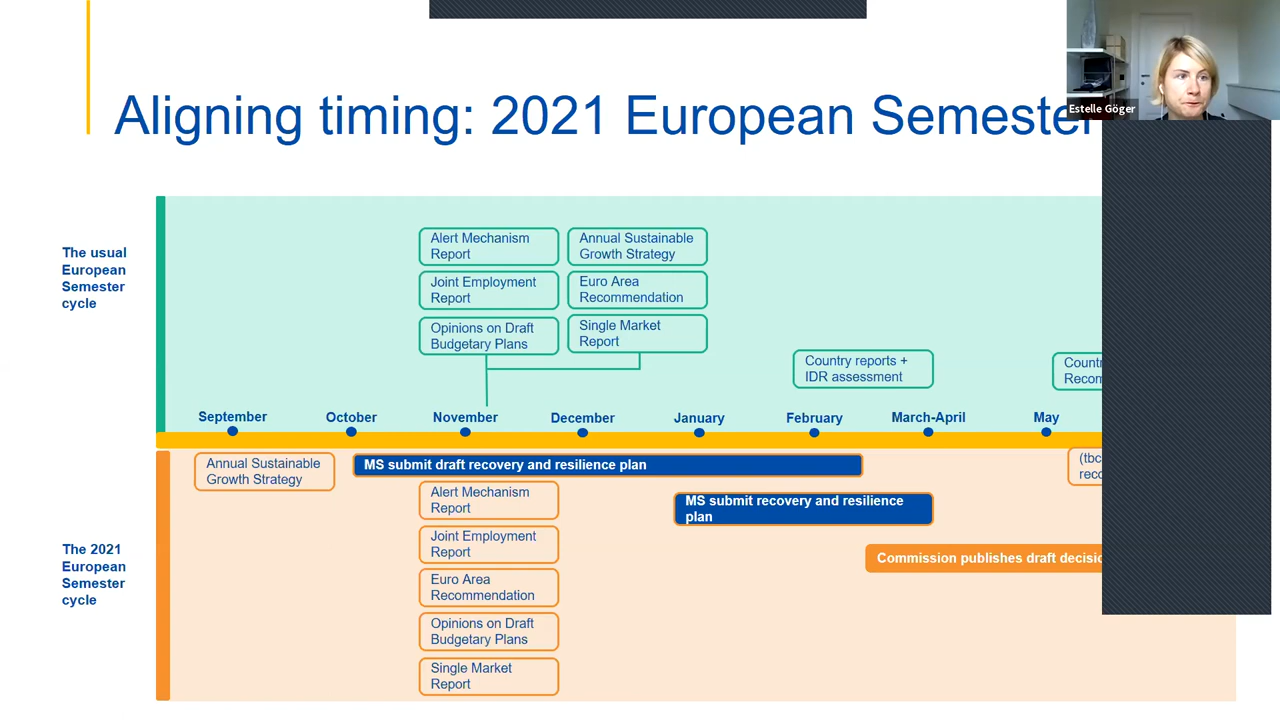 Estelle Göger
Aligning timing: 2021 European Semester
The usual
European
Semester
cycle
Alert Mechanism
Report
Annual Sustainable
Growth Strategy
Joint Employment
Report
Euro Area
Recommendation
Opinions on Draft
Budgetary Plans
Single Market
Report
Country reports +
IDR assessment
September
October
November
December
January
February
March-April
May
Annual Sustainable
Growth Strategy
MS submit draft recovery and resilience plan
(tbc
Alert Mechanism
Report
MS submit recovery and resilience
plan
Joint Employment
Report
Commission publishes draft
The 2021
European
Semester
cycle
Euro Area
Recommendation
Opinions on Draft
Budgetary Plans
Single Market
Report